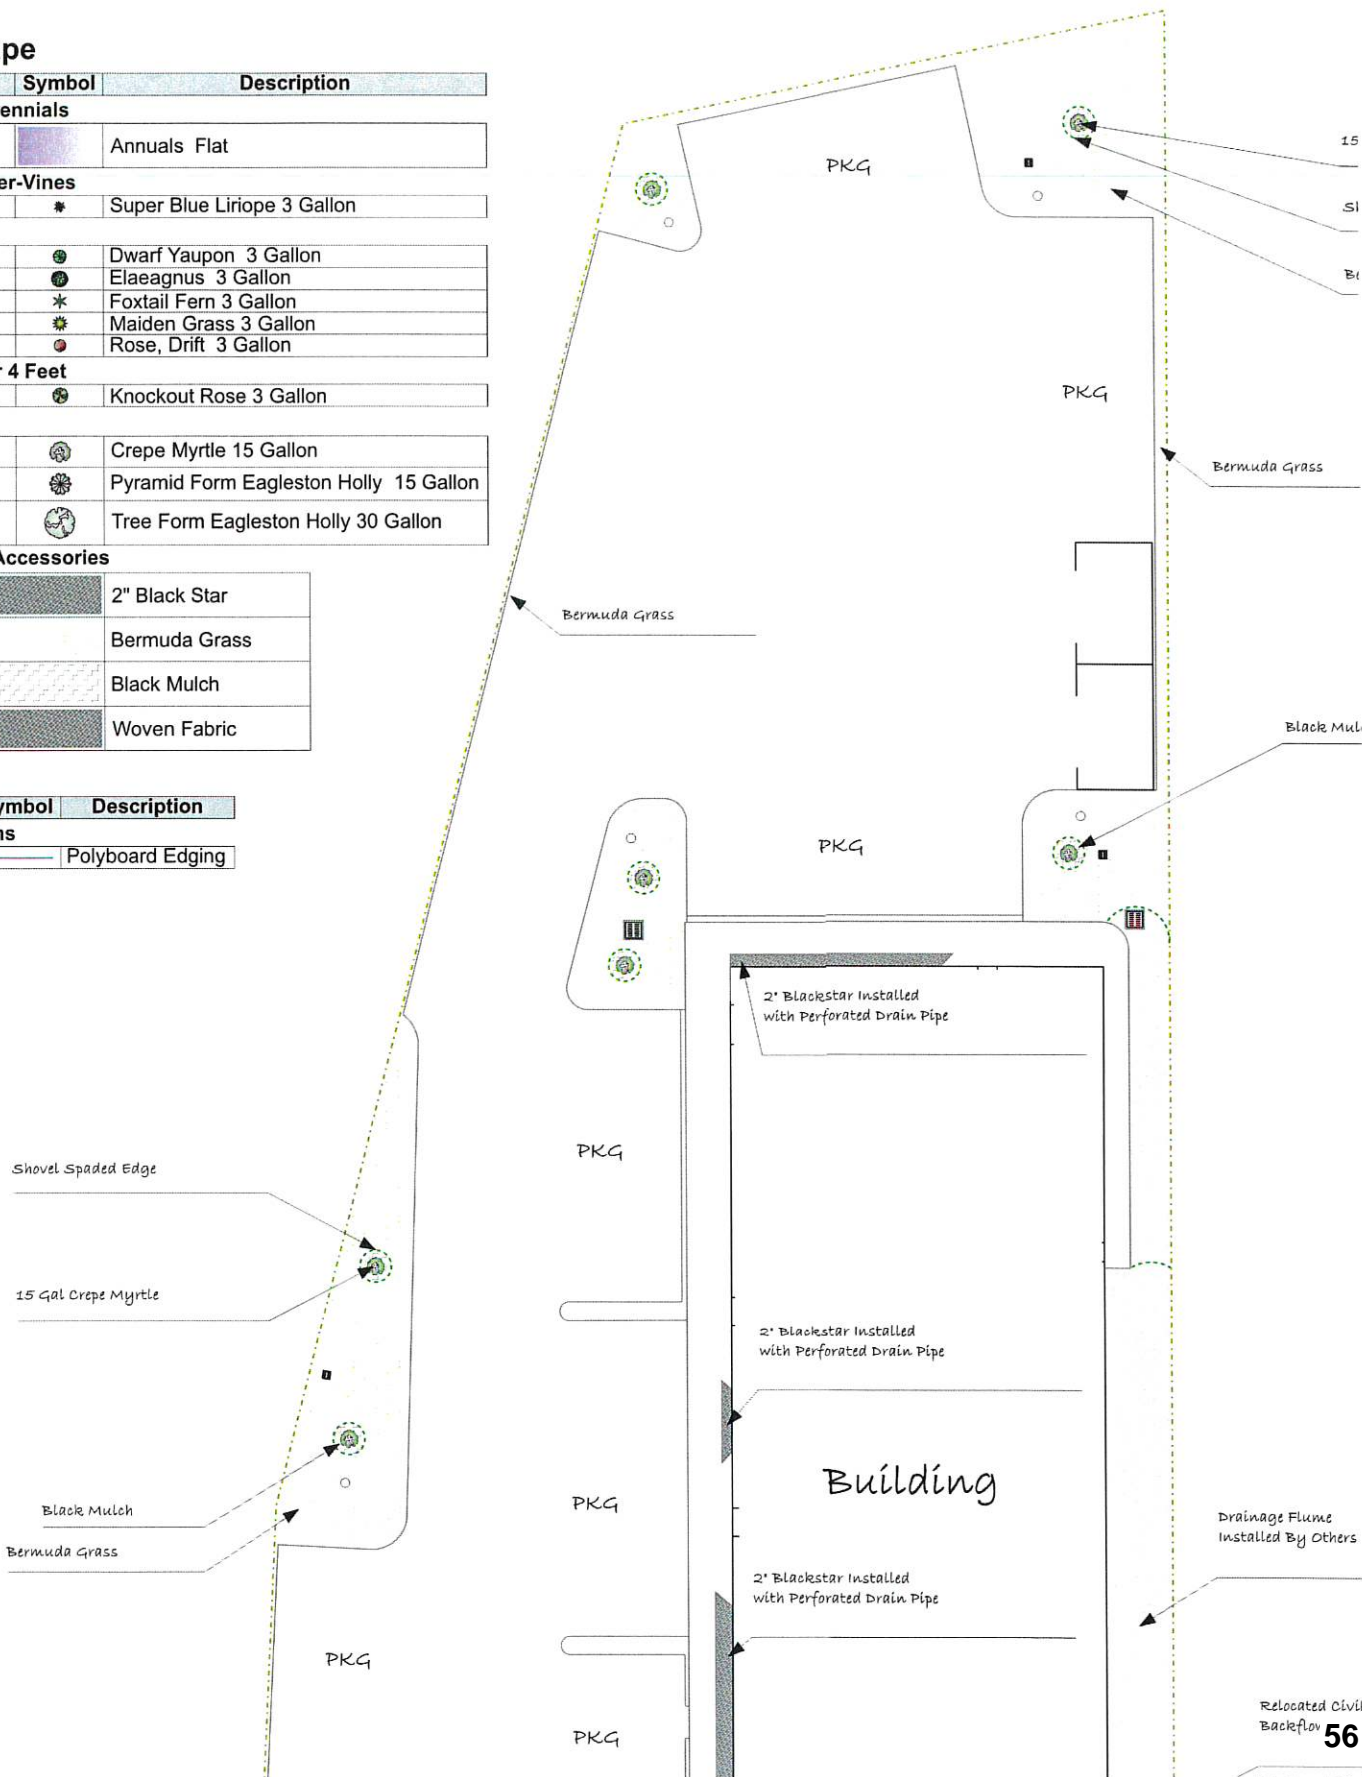 pe
Symbol Description
ennials
Annuals Flat
er-Vines
Super Blue Liriope 3 Gallon
Dwarf Yaupon 3 Gallon
Elaeagnus 3 Gallon
Foxtail Fern 3 Gallon
Maiden Grass 3 Gallon
Rose, Drift 3 Gallon
4 Feet
Knockout Rose 3 Gallon
Crepe Myrtle 15 Gallon
Pyramid Form Eagleston Holly 15 Gallon
Tree Form Eagleston Holly 30 Gallon
Accessories
2" Black Star
Bermuda Grass
Black Mulch
Woven Fabric
ymbol Description
ns
Polyboard Edging
PKG
15
PKG
Bermuda Grass
Bermuda Grass
Black Mul
PKG
2" Blackstar Installed
with Perforated Drain Pipe
PKG
Shovel Spaded Edge
15 Gal Crepe Myrtle
2" Blackstar Installed
with Perforated Drain Pipe
Building
PKG
Black Mulch
Bermuda Grass
Drainage Flume
Installed By Others
2" Blackstar Installed
with Perforated Drain Pipe
PKG
PKG
Relocated Civil
Backflow
56